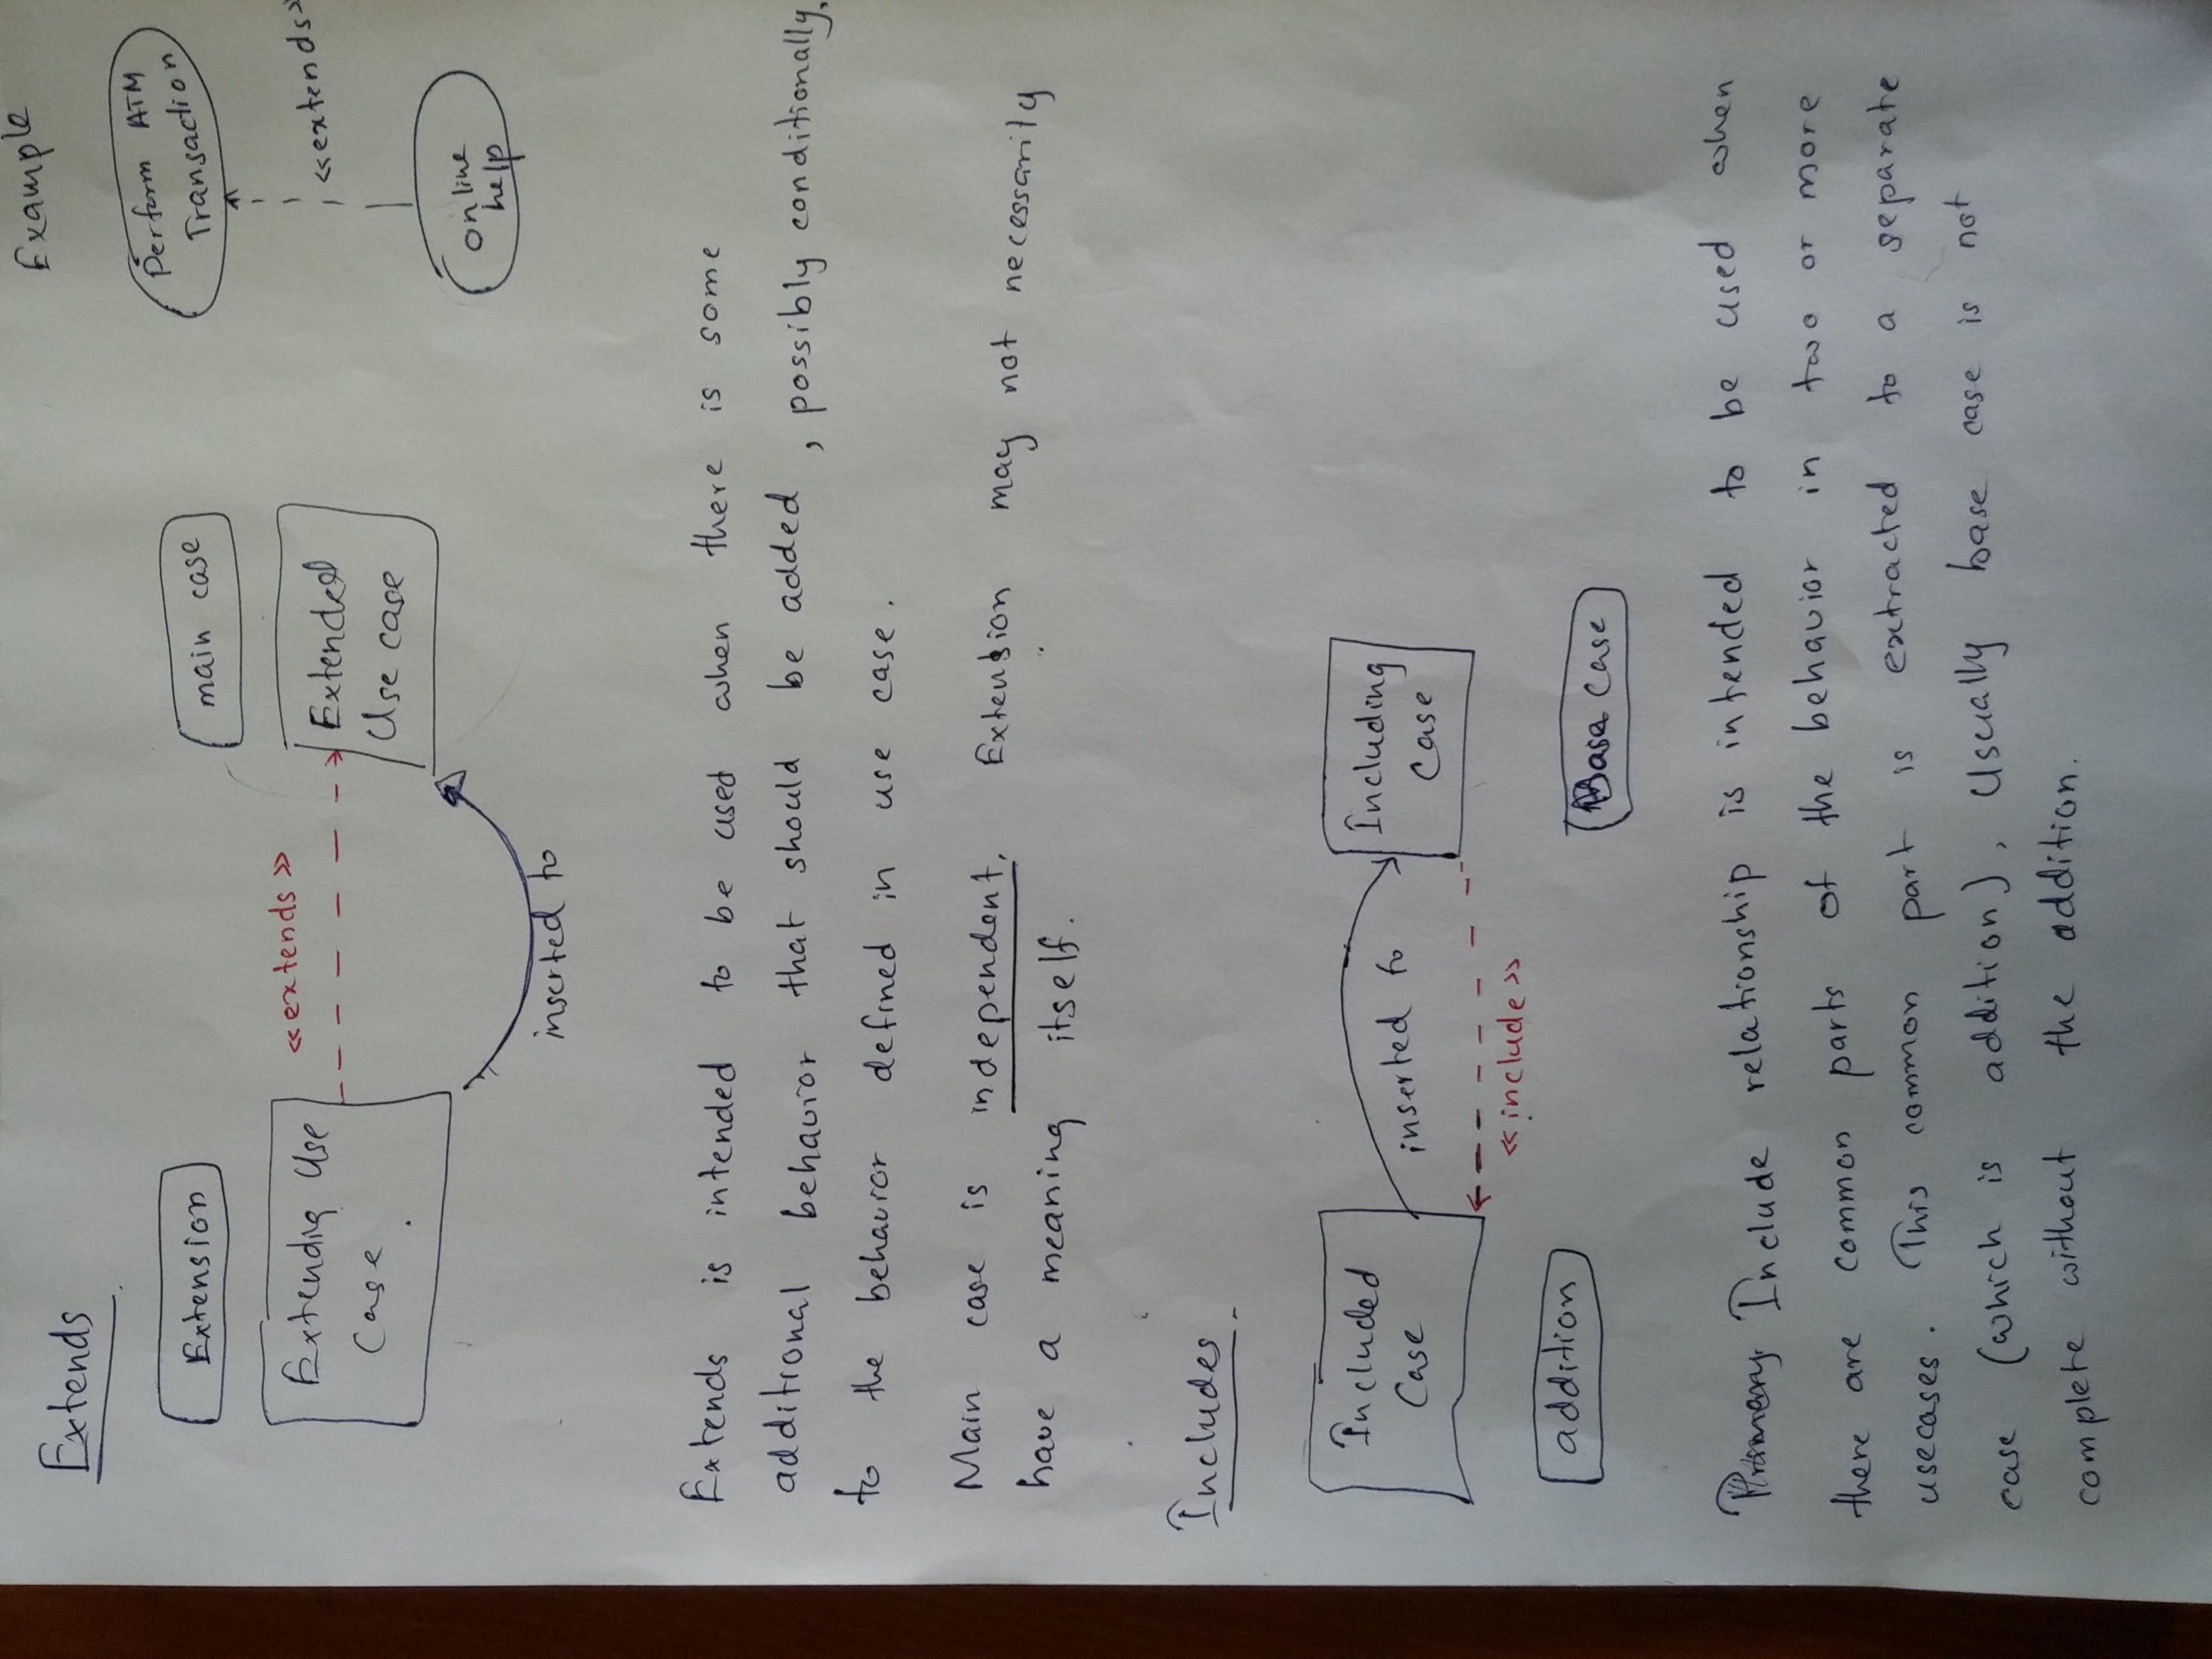 Extends
Example
Extension
main case
Perform ATM
Transaction
«extends»
Extending Use
Case
Extended
Use case
«extends»
online
help
inserted to
Extends is intended to be used when there is some
additional behavior that should be added, possibly conditionally,
to the behavior defined in use case.
Main case is independent. Extension may not necessarily
have a meaning itself.
Includes
Included
Case
inserted to
Including
Case
«include»
addition
Base Case
Include relationship is intended to be used when
there are common parts of the behavior in two or more
usecases. This common part is extracted to a separate
case (which is addition), Usually base case is not
complete without the addition.